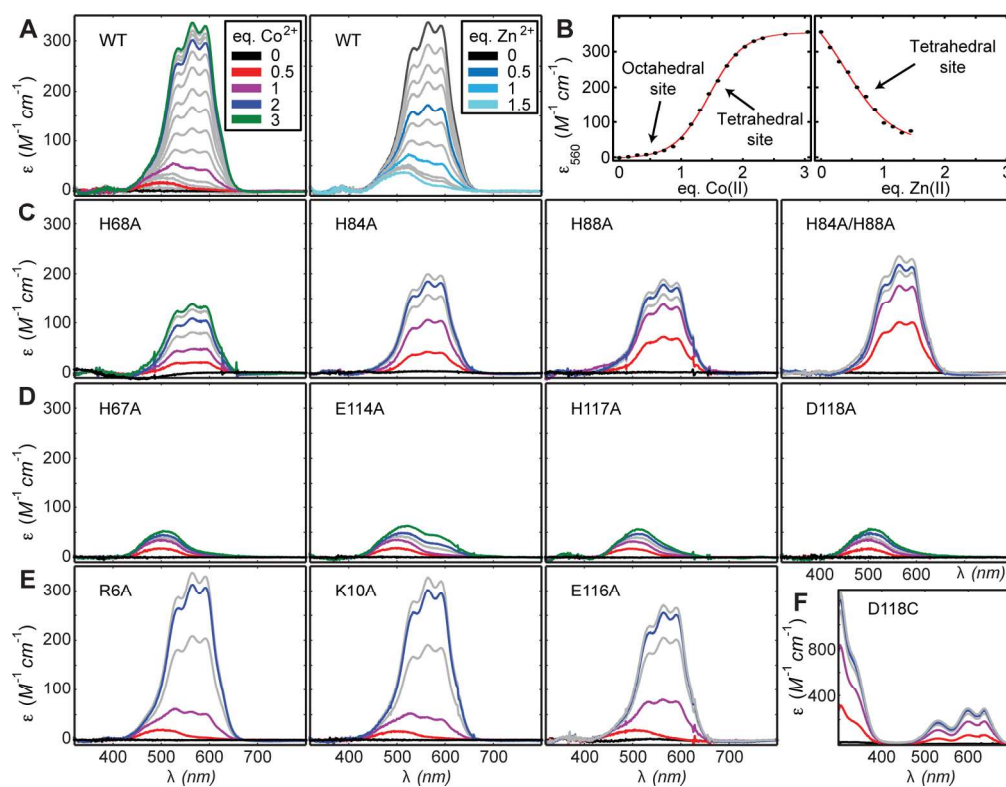 A
WT
eq. Co2+
0
0.5
1
2
3
WT
eq. Zn2+
0
0.5
1
1.5
B
Octahedral
site
Tetrahedral
site
Tetrahedral
site
ε (M-1 cm-1)
300
200
100
0
ε560 (M-1 cm-1)
300
200
100
0
0 1 2 3
eq. Co(II)
0 1 2 3
eq. Zn(II)
C
H68A
H84A
H88A
H84A/H88A
ε (M-1 cm-1)
300
200
100
0
D
H67A
E114A
H117A
D118A
ε (M-1 cm-1)
300
200
100
0
400 500 600 λ (nm)
E
R6A
K10A
E116A
ε (M-1 cm-1)
300
200
100
0
400 500 600 700
λ (nm)
400 500 600 700
λ (nm)
400 500 600 700
λ (nm)
F
D118C
ε (M-1 cm-1)
800
400
400 500 600
λ (nm)